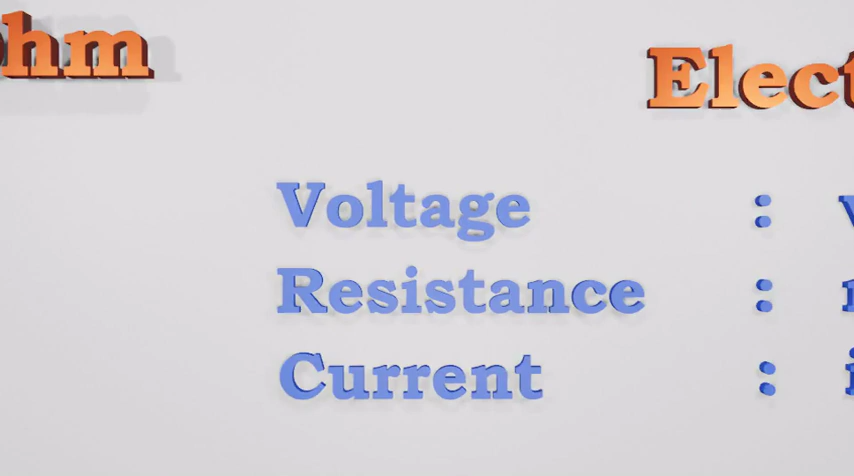 hm Elect
Voltage :
Resistance :
Current : i